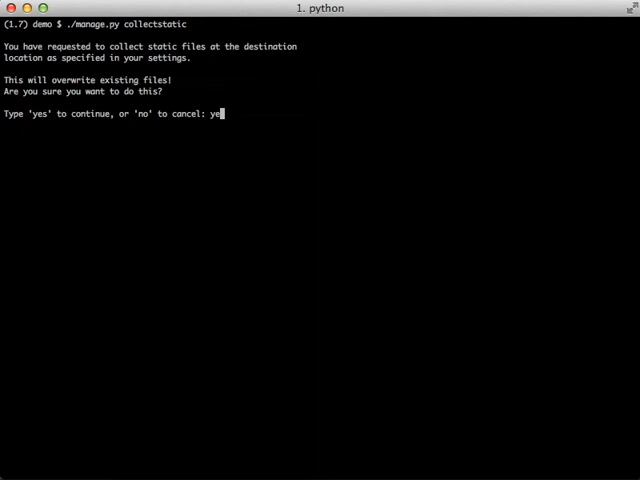 1. python
(1.7) demo $ ./manage.py collectstatic
You have requested to collect static files at the destination
location as specified in your settings.
This will overwrite existing files!
Are you sure you want to do this?
Type 'yes' to continue, or 'no' to cancel: ye